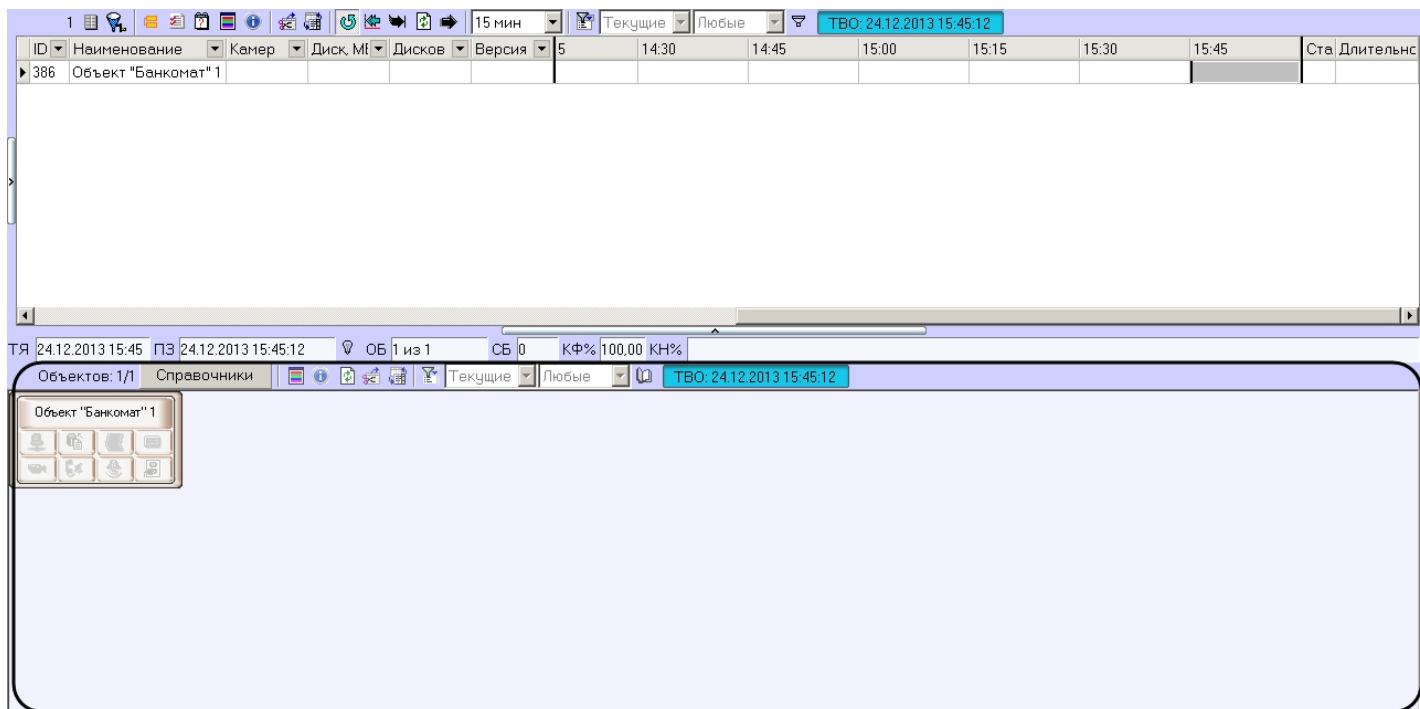 1 15 мин Текущие Любые ТВО: 24.12.2013 15:45:12
ID Наименование Камер Диск, МБ Дисков Версия 5 14:30 14:45 15:00 15:15 15:30 15:45 Ста Длительнс
386 Объект "Банкомат" 1
ТЯ 24.12.2013 15:45 ПЗ 24.12.2013 15:45:12 ОБ 1 из 1 СБ 0 КФ% 100,00 КН%
Объектов: 1/1 Справочники Текущие Любые ТВО: 24.12.2013 15:45:12
Объект "Банкомат" 1